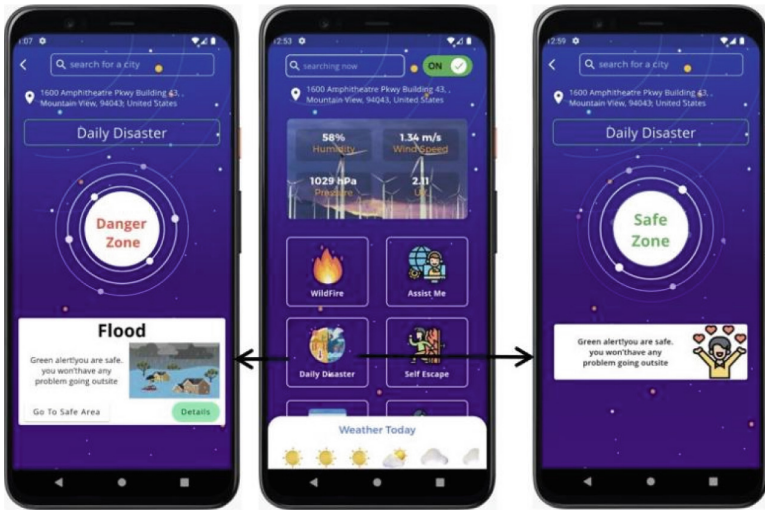 1:07
search for a city
1600 Amphitheatre Pkwy Building 43, ,
Mountain View, 94043, United States
Daily Disaster
Danger
Zone
Flood
Green alert!you are safe.
you won'thave any
problem going outsite
Go To Safe Area
Details
12:53
searching now
ON
1600 Amphitheatre Pkwy Building 43, ,
Mountain View, 94043, United States
58%
Humidity
1.34 m/s
Wind Speed
1029 hPa
Pressure
2.11
UV
WildFire
Assist Me
Daily Disaster
Self Escape
Weather Today
12:59
search for a city
1600 Amphitheatre Pkwy Building 43, ,
Mountain View, 94043, United States
Daily Disaster
Safe
Zone
Green alert!you are safe.
you won'thave any
problem going outsite